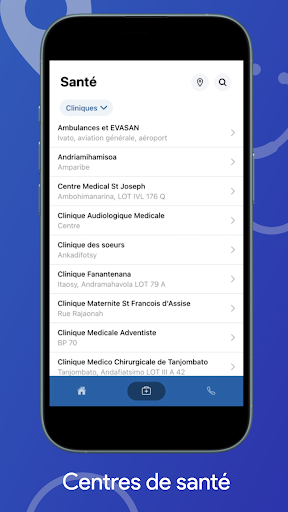 Santé
Cliniques
Ambulances et EVASAN
Ivato, aviation générale, aéroport
Andriamihamisoa
Amparibe
Centre Medical St Joseph
Ambohimanarina, LOT IVL 176 Q
Clinique Audiologique Medicale
Centre
Clinique des soeurs
Ankadifotsy
Clinique Fanantenana
Itaosy, Andramahavola LOT 79 A
Clinique Maternite St Francois d'Assise
Rue Rajaonah
Clinique Medicale Adventiste
BP 70
Clinique Medico Chirurgicale de Tanjombato
Tanjombato, Andafiatsimo LOT III A 132
Centres de santé